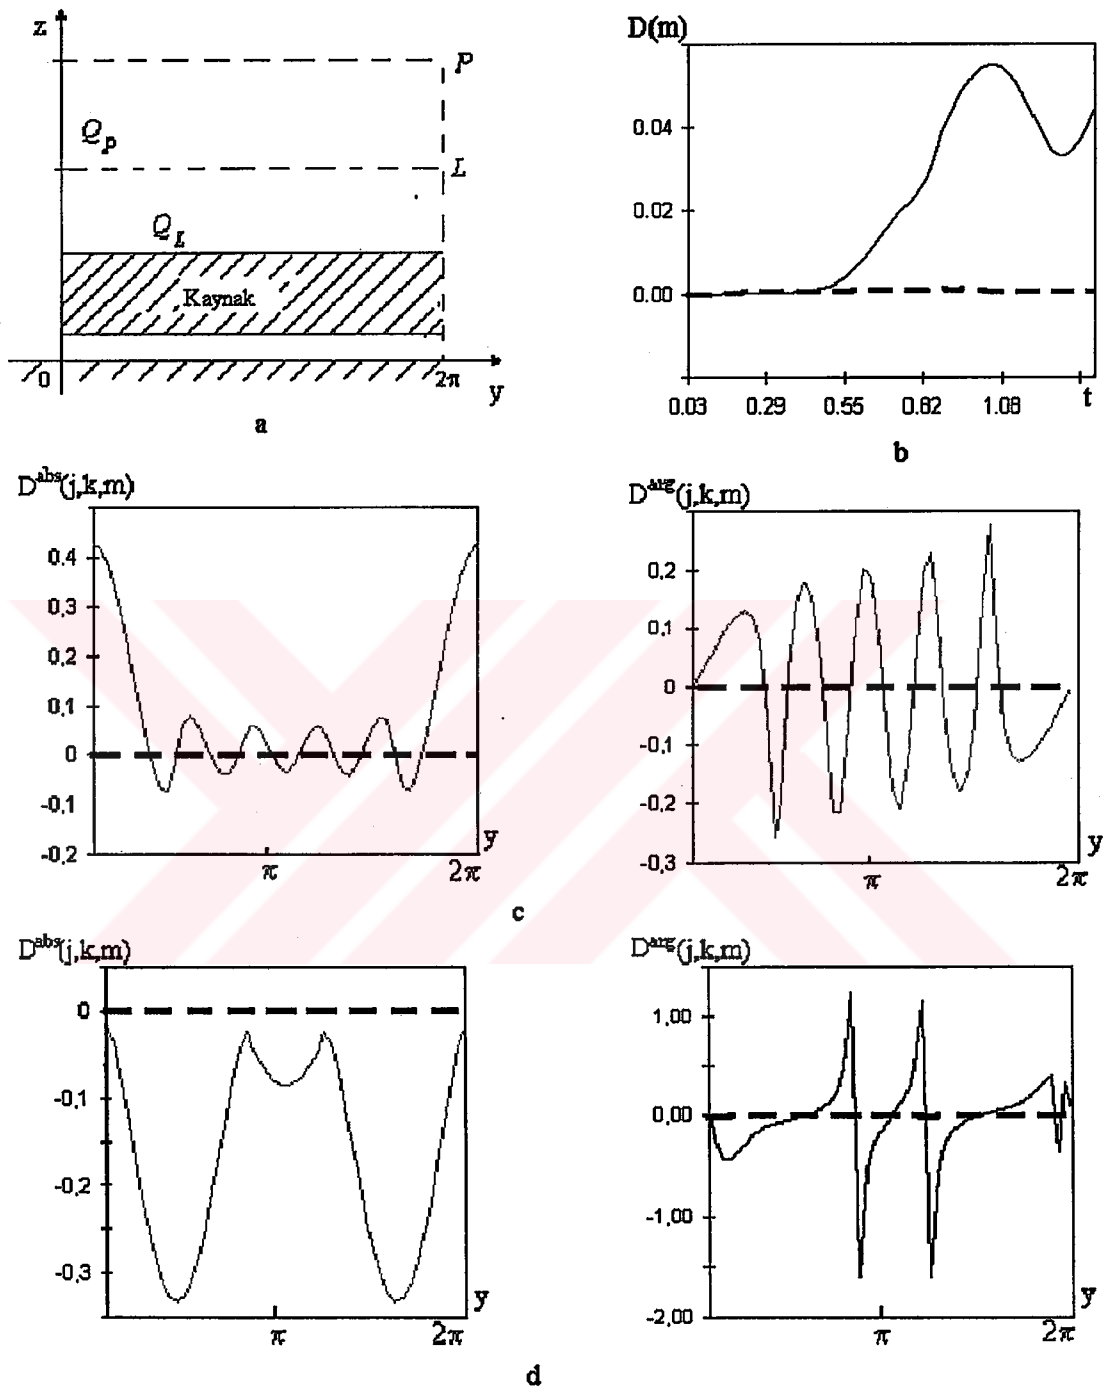 z
P
Q_P
L
Q_L
Kaynak
0
2π
y
a
D(m)
0.04
0.02
0.00
0.03 0.29 0.55 0.82 1.08 t
b
D^abs(j,k,m)
0.4
0,3
0,2
0,1
0
-0,1
-0,2
π
2π
y
D^arg(j,k,m)
0,2
0,1
0
-0,1
-0,2
-0,3
π
2π
y
c
D^abs(j,k,m)
0
-0,1
-0,2
-0,3
π
2π
y
D^arg(j,k,m)
1,00
0,00
-1,00
-2,00
π
2π
y
d